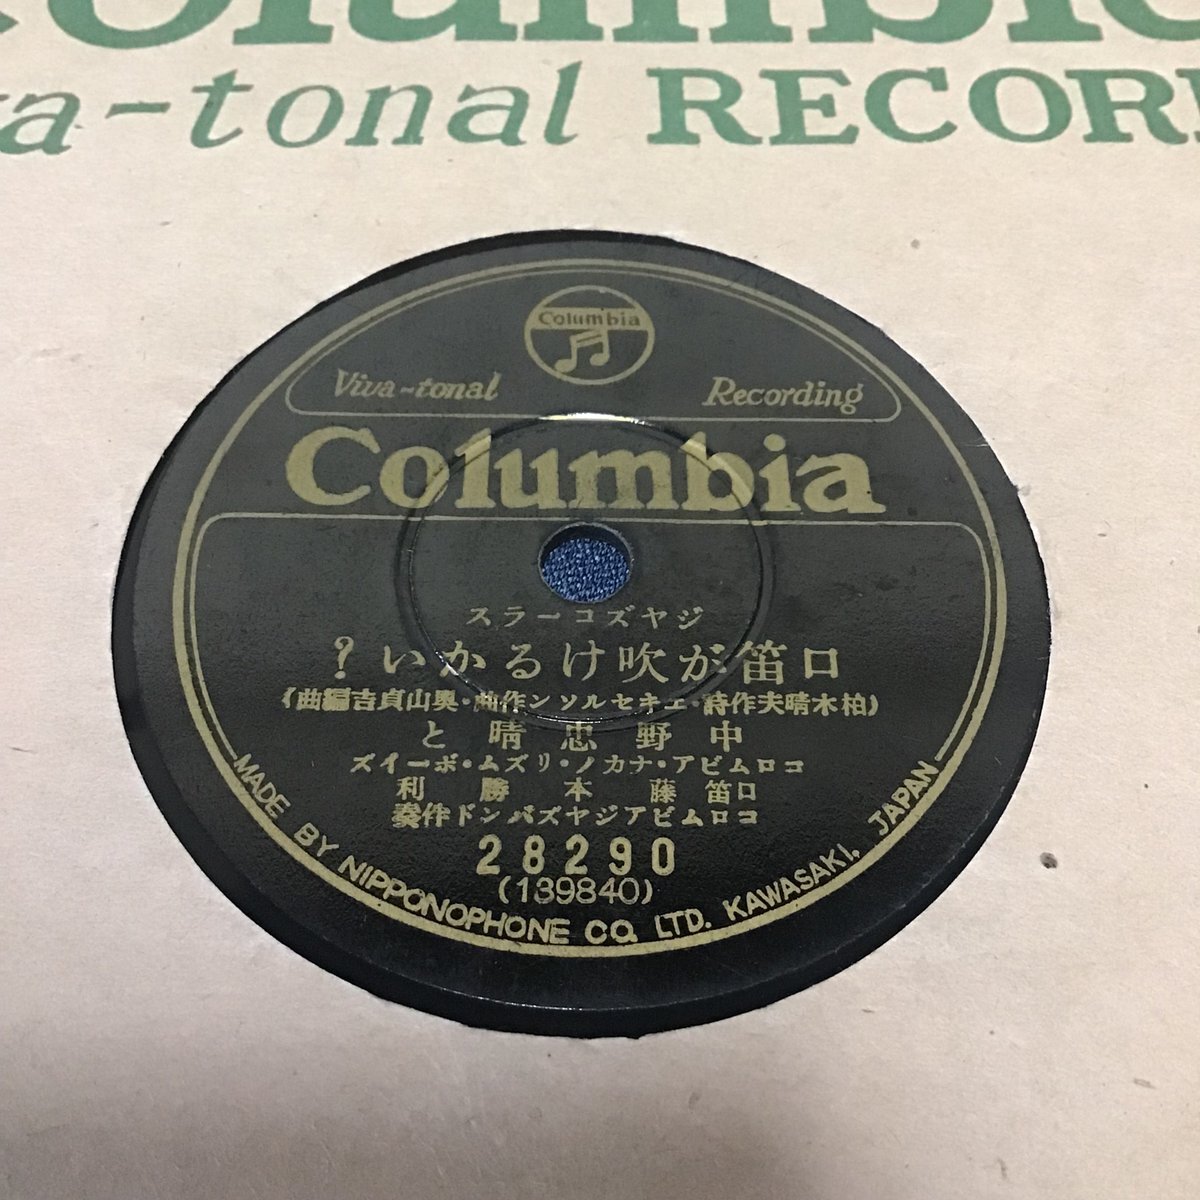 olumbi
va-tonal RECOR
Columbia
Viva-tonal Recording
Columbia
ジヤズコーラス
口笛が吹けるかい?
(柏木晴夫作詩・エキセルソン作曲・奥山貞吉編曲)
中野忠晴と
コロムビア・ナカノ・リズム・ボーイズ
口笛 藤本勝利
コロムビアジヤズバンド伴奏
28290
(139840)
MADE BY NIPPONOPHONE CO. LTD. KAWASAKI, JAPAN